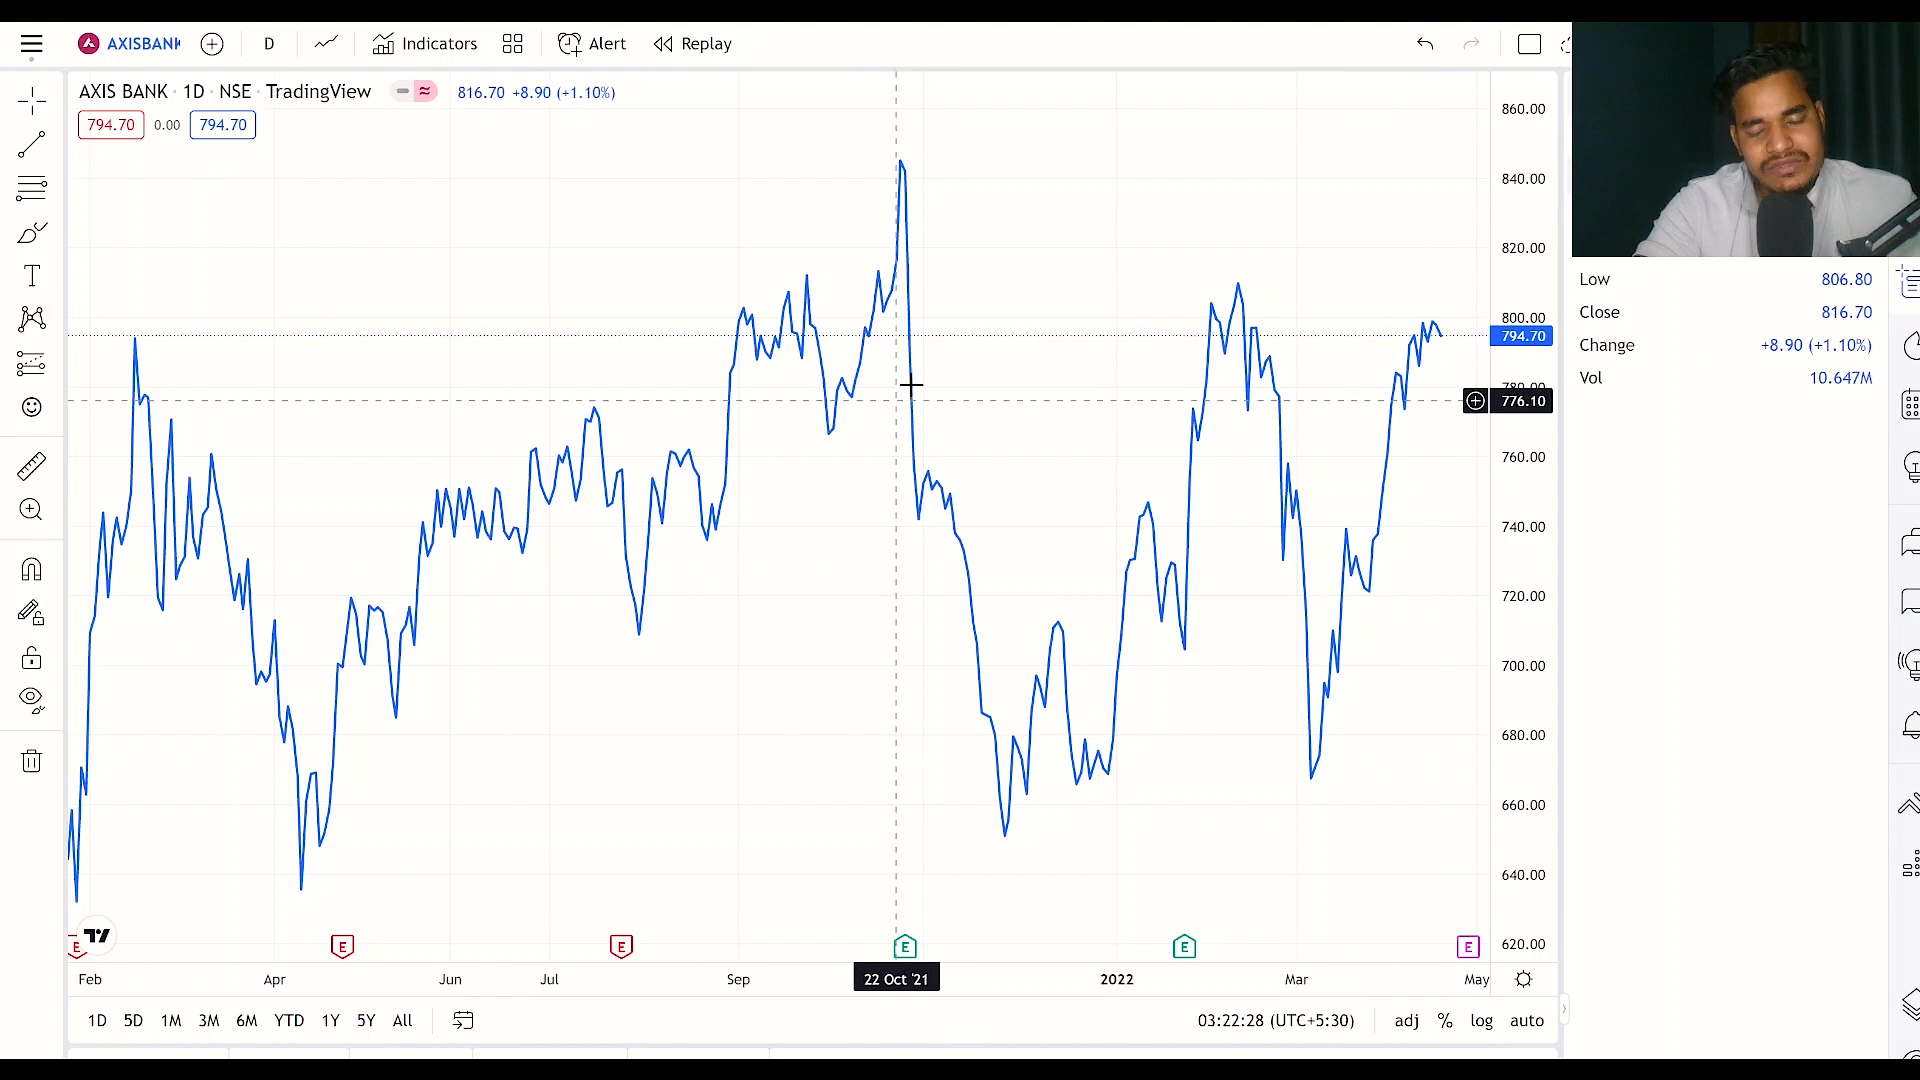 AXISBANK D Indicators Alert Replay
AXIS BANK · 1D · NSE · TradingView 816.70 +8.90 (+1.10%)
794.70 0.00 794.70
860.00
840.00
820.00
800.00
794.70
780.00
776.10
760.00
740.00
720.00
700.00
680.00
660.00
640.00
620.00
Low 806.80
Close 816.70
Change +8.90 (+1.10%)
Vol 10.647M
E E E E E E
Feb Apr Jun Jul Sep 22 Oct '21 2022 Mar May
1D 5D 1M 3M 6M YTD 1Y 5Y All 03:22:28 (UTC+5:30) adj % log auto